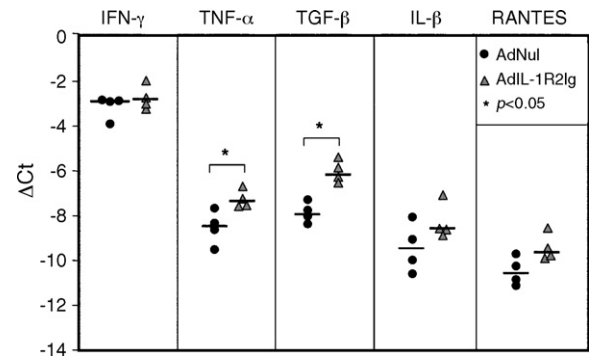 IFN-γ TNF-α TGF-β IL-β RANTES
0
-2
-4
-6
-8
-10
-12
-14
ΔCt
*
*
AdNul
AdIL-1R2Ig
* p<0.05